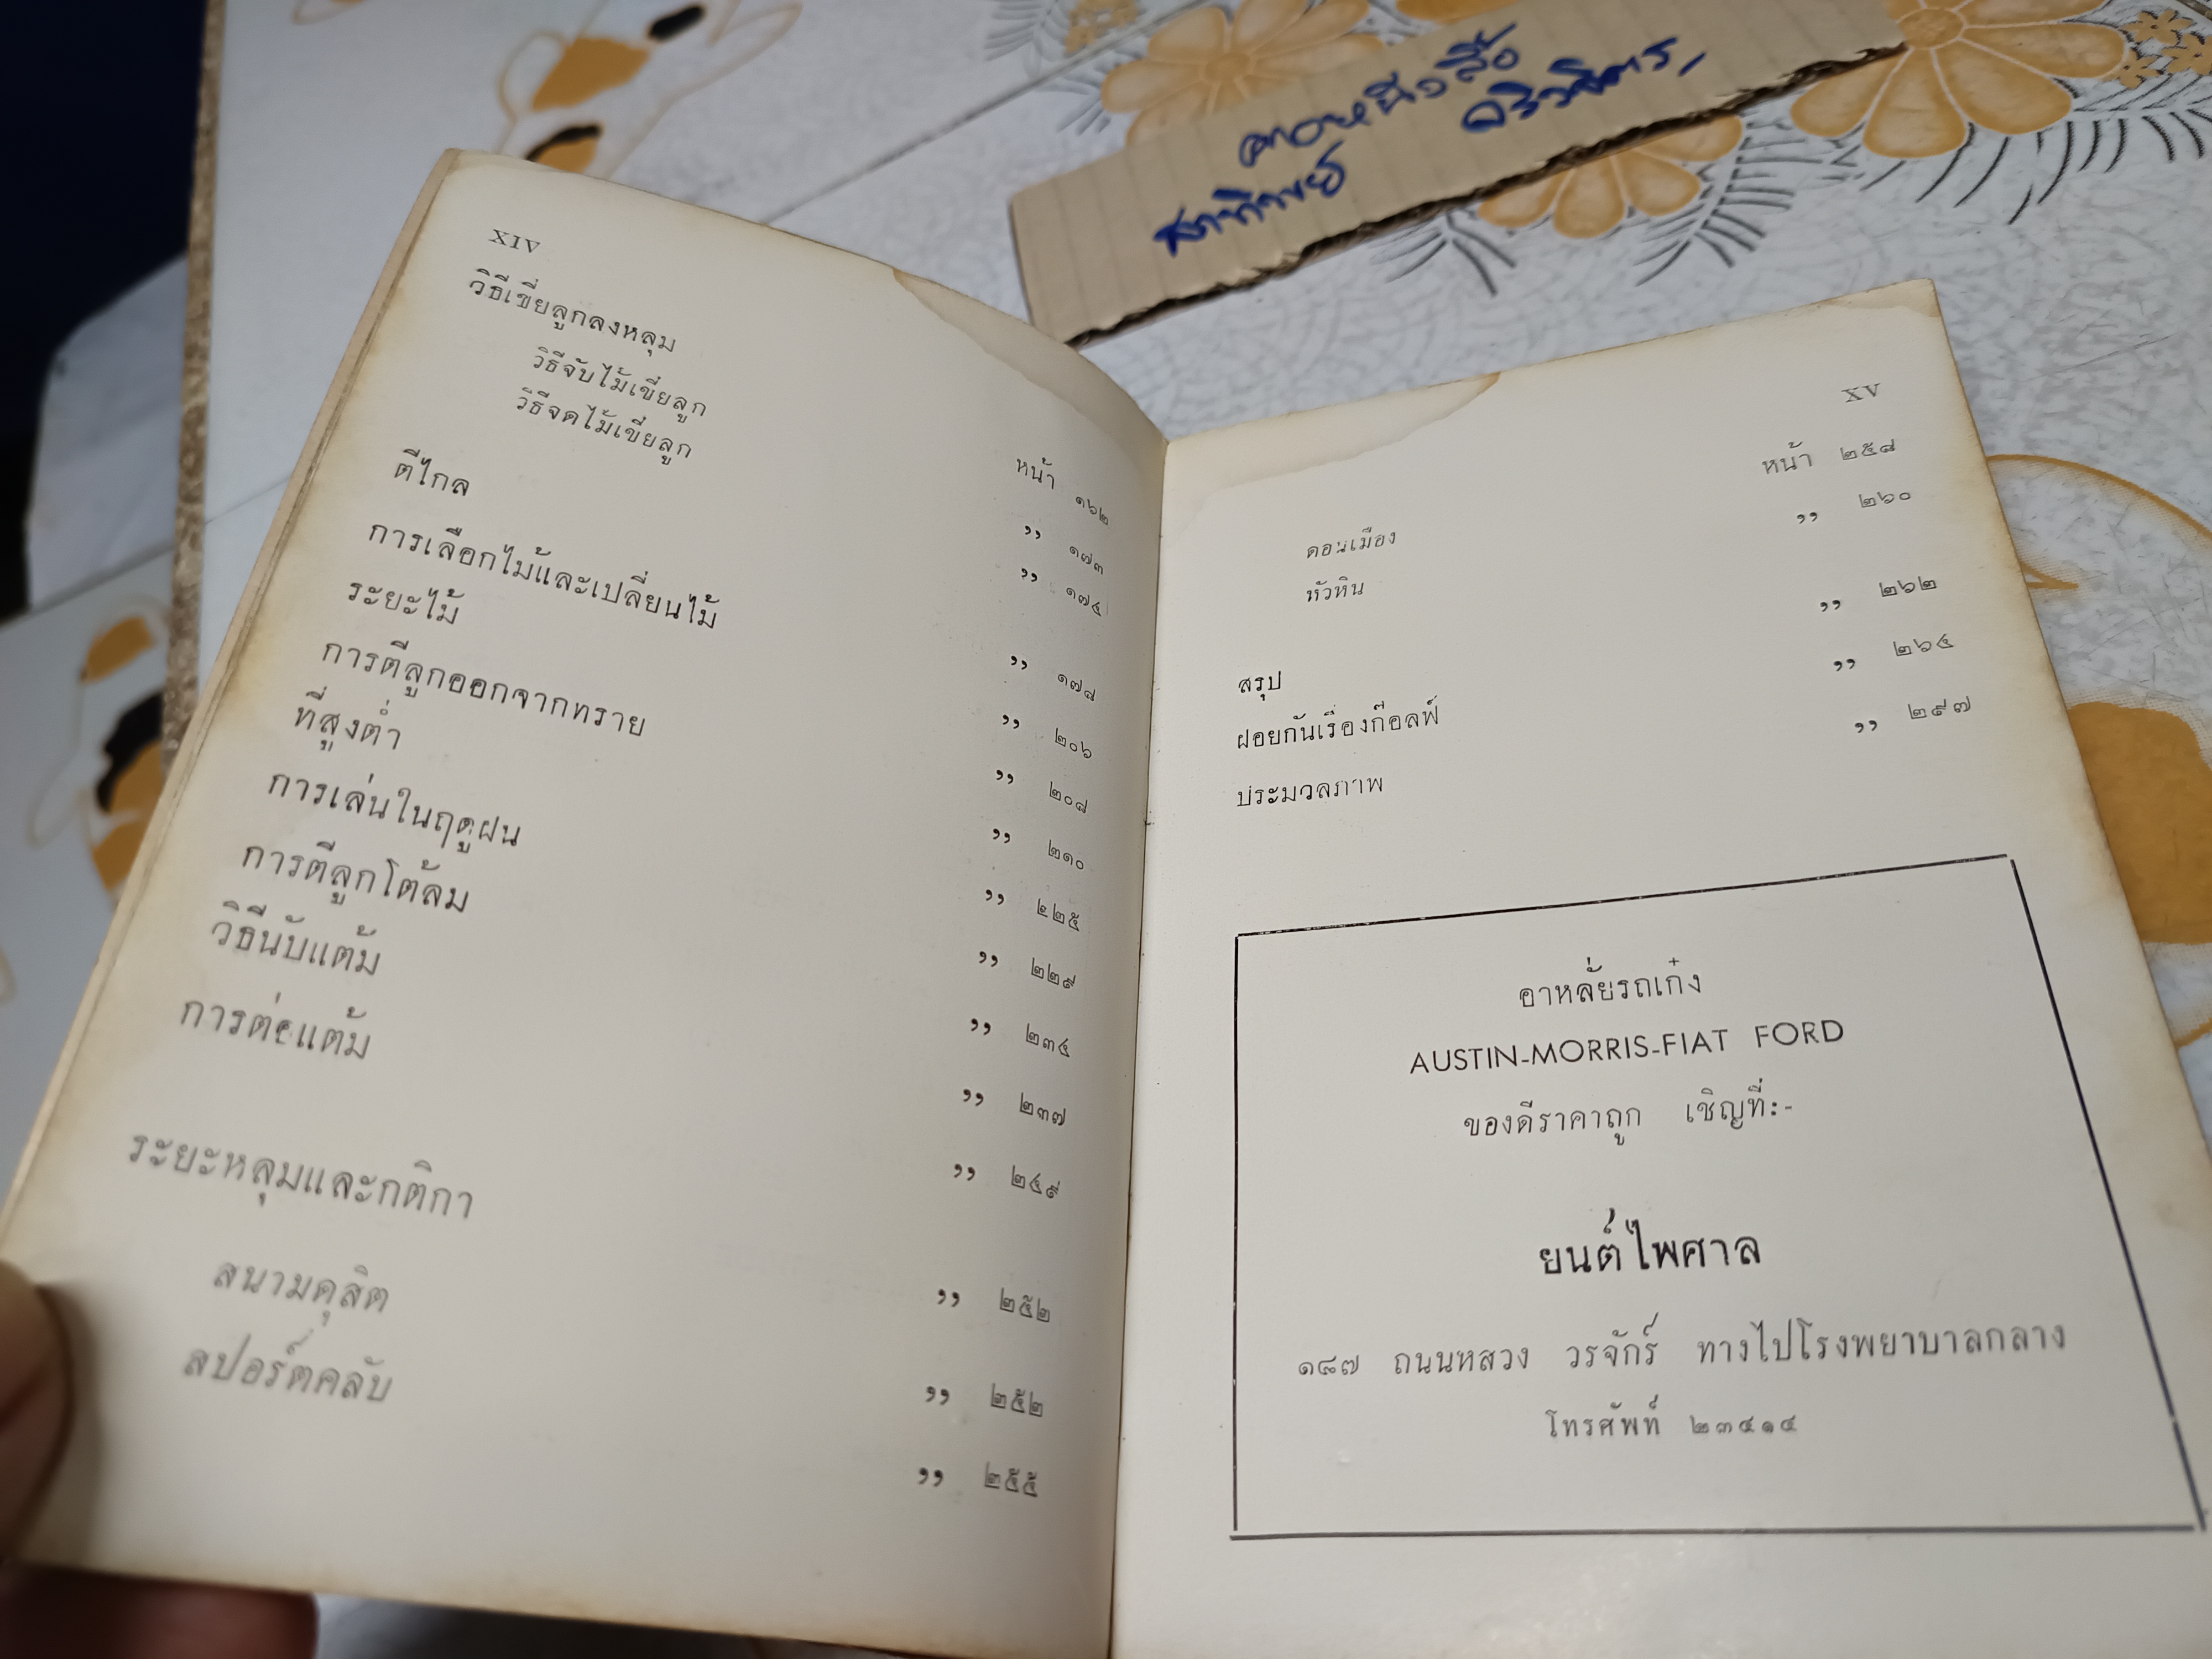 XIV
วิธีเขี่ยลูกลงหลุม หน้า ๑๖๒
วิธีจับไม้เขี่ยลูก ,, ๑๗๓
วิธีจดไม้เขี่ยลูก ,, ๑๗๔
ตีไกล ,, ๑๗๘
การเลือกไม้และเปลี่ยนไม้ ,, ๒๐๖
ระยะไม้ ,, ๒๐๘
การตีลูกออกจากทราย ,, ๒๑๐
ที่สูงต่ำ ,, ๒๒๕
การเล่นในฤดูฝน ,, ๒๒๙
การตีลูกโต้ลม ,, ๒๓๔
วิธีนับแต้ม ,, ๒๓๗
การต่อแต้ม ,, ๒๔๙
ระยะหลุมและกติกา ,, ๒๕๒
สนามดุสิต ,, ๒๕๒
สปอร์ตคลับ ,, ๒๕๕
XV
ดอนเมือง หน้า ๒๕๘
หัวหิน ,, ๒๖๐
สรุป ,, ๒๖๒
ฝอยกันเรื่องก๊อลฟ์ ,, ๒๖๔
ประมวลภาพ ,, ๒๙๗
อาหลั่ยรถเก๋ง
AUSTIN-MORRIS-FIAT FORD
ของดีราคาถูก เชิญที่:-
ยนต์ไพศาล
๑๘๗ ถนนหลวง วรจักร์ ทางไปโรงพยาบาลกลาง
โทรศัพท์ ๒๓๔๑๔